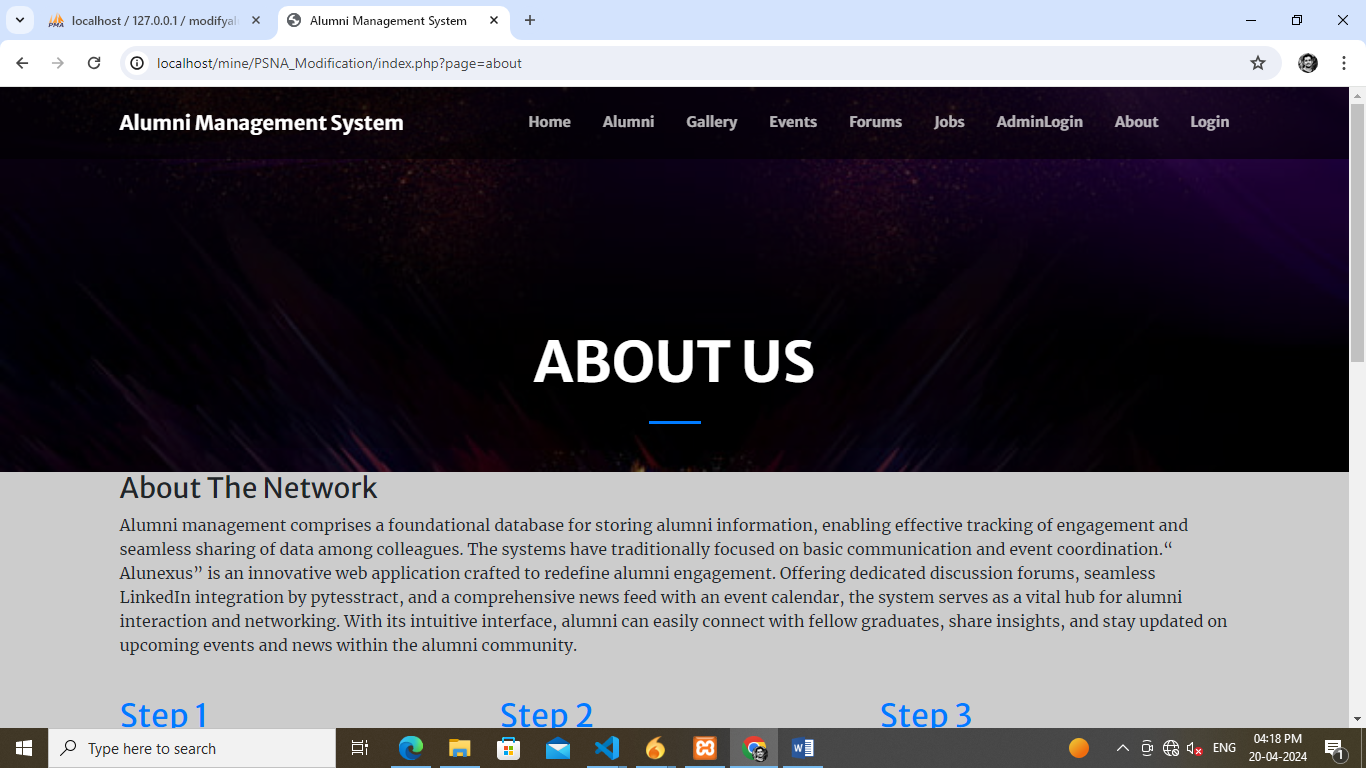 localhost / 127.0.0.1 / modifyal
Alumni Management System
localhost/mine/PSNA_Modification/index.php?page=about
Alumni Management System
Home Alumni Gallery Events Forums Jobs AdminLogin About Login
ABOUT US
About The Network
Alumni management comprises a foundational database for storing alumni information, enabling effective tracking of engagement and
seamless sharing of data among colleagues. The systems have traditionally focused on basic communication and event coordination.“
Alunexus” is an innovative web application crafted to redefine alumni engagement. Offering dedicated discussion forums, seamless
LinkedIn integration by pytesstract, and a comprehensive news feed with an event calendar, the system serves as a vital hub for alumni
interaction and networking. With its intuitive interface, alumni can easily connect with fellow graduates, share insights, and stay updated on
upcoming events and news within the alumni community.
Step 1 Step 2 Step 3
Type here to search
ENG
04:18 PM
20-04-2024
1